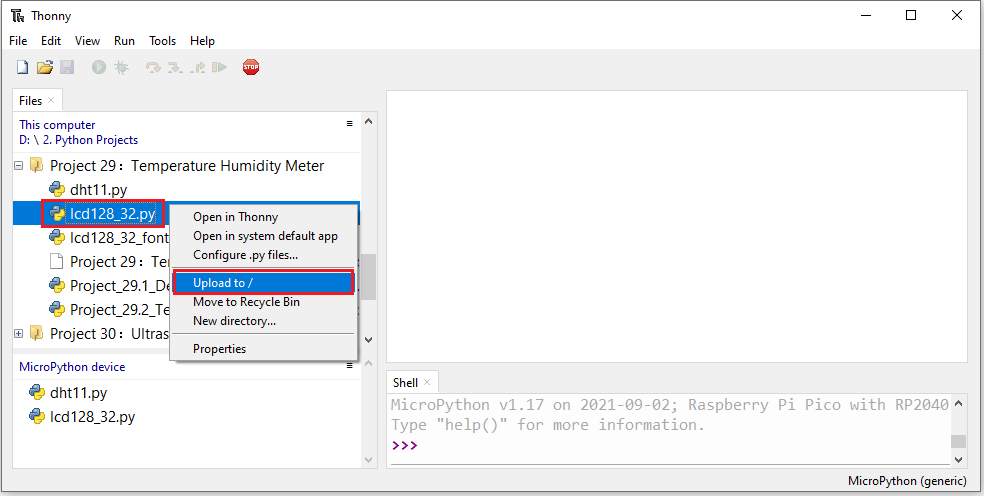 Thonny
File Edit View Run Tools Help
STOP
Files
This computer
D: \ 2. Python Projects
Project 29：Temperature Humidity Meter
dht11.py
lcd128_32.py
lcd128_32_font
Project 29：Te
Project_29.1_De
Project_29.2_Te
Project 30：Ultras
Open in Thonny
Open in system default app
Configure .py files...
Upload to /
Move to Recycle Bin
New directory...
Properties
MicroPython device
dht11.py
lcd128_32.py
Shell
MicroPython v1.17 on 2021-09-02; Raspberry Pi Pico with RP2040
Type "help()" for more information.
>>>
MicroPython (generic)